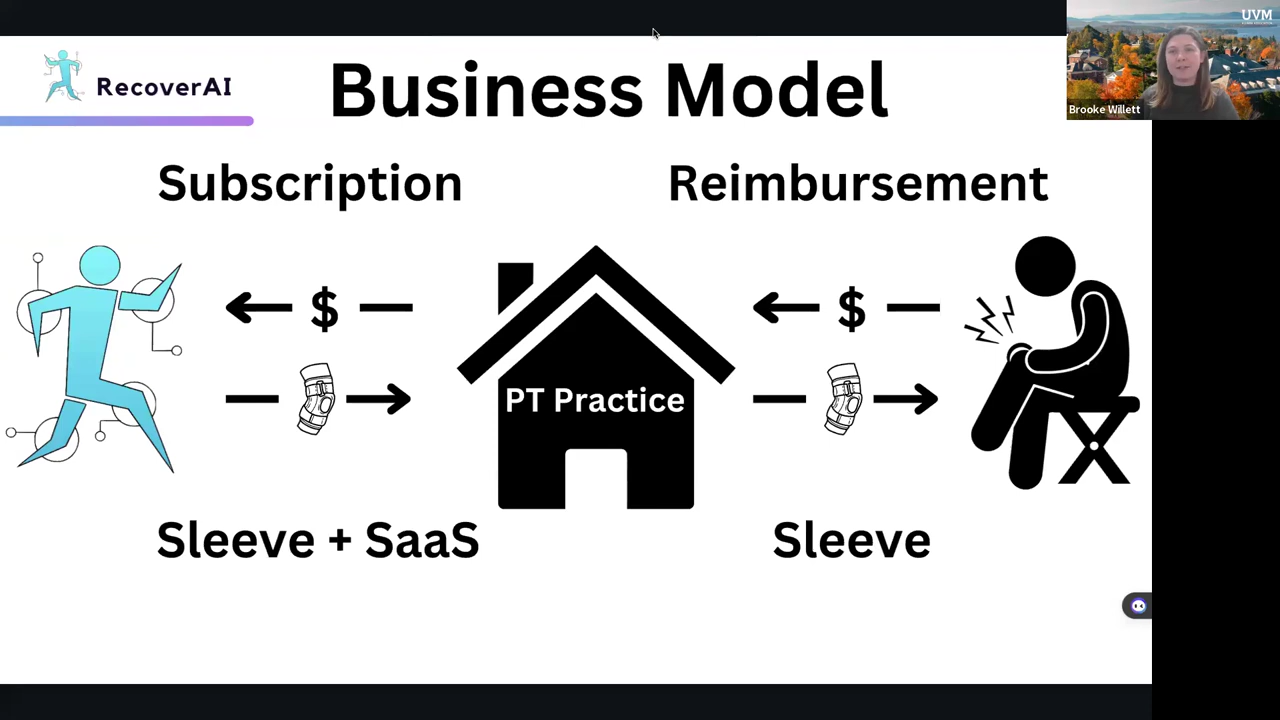 RecoverAI
Business Model
Subscription
Reimbursement
$
$
PT Practice
Sleeve + SaaS
Sleeve
UVM
Brooke Willett